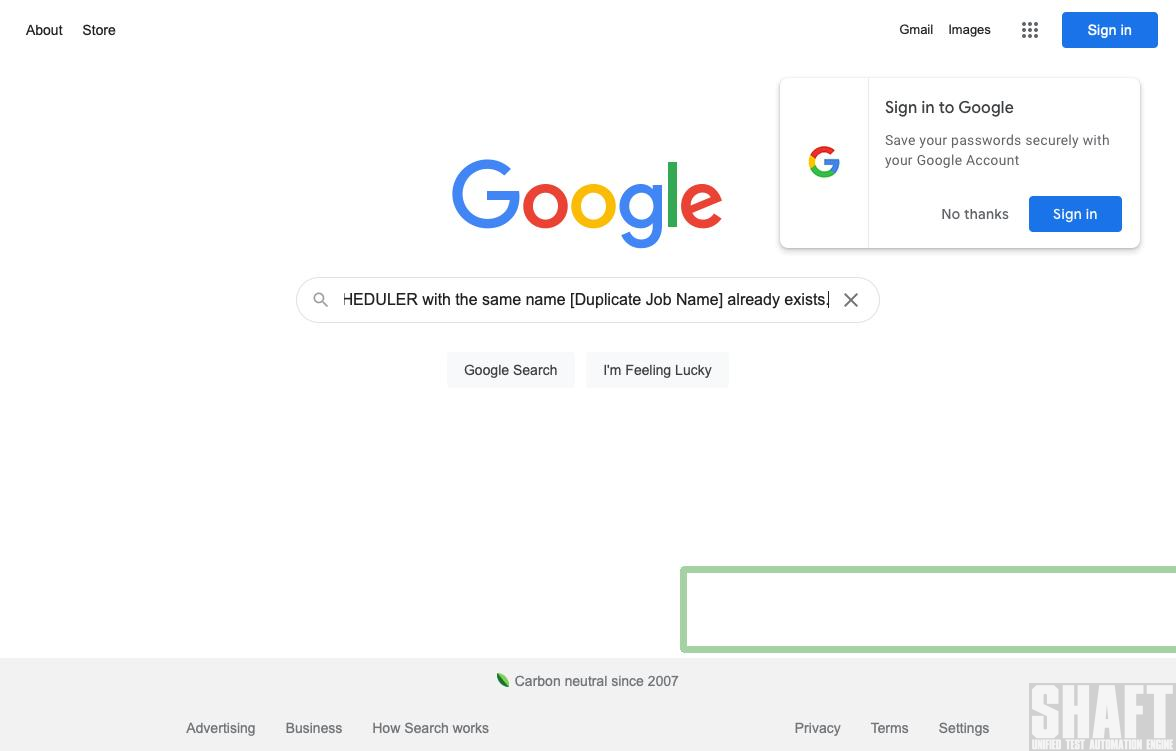 About Store
Gmail Images
Sign in
Sign in to Google
Save your passwords securely with
your Google Account
No thanks
Sign in
Google
HEDULER with the same name [Duplicate Job Name] already exists.
Google Search
I'm Feeling Lucky
Carbon neutral since 2007
Advertising Business How Search works
Privacy Terms Settings
SHAFT
UNIFIED TEST AUTOMATION ENGINE